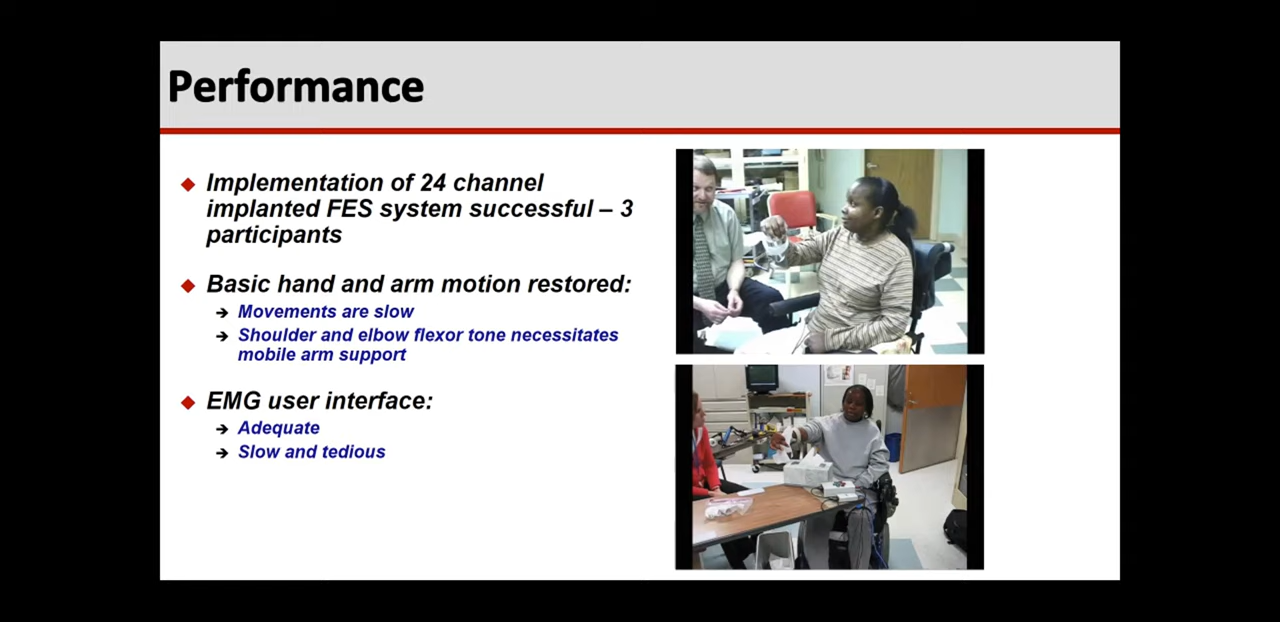 Performance
Implementation of 24 channel
implanted FES system successful – 3
participants
Basic hand and arm motion restored:
Movements are slow
Shoulder and elbow flexor tone necessitates
mobile arm support
EMG user interface:
Adequate
Slow and tedious